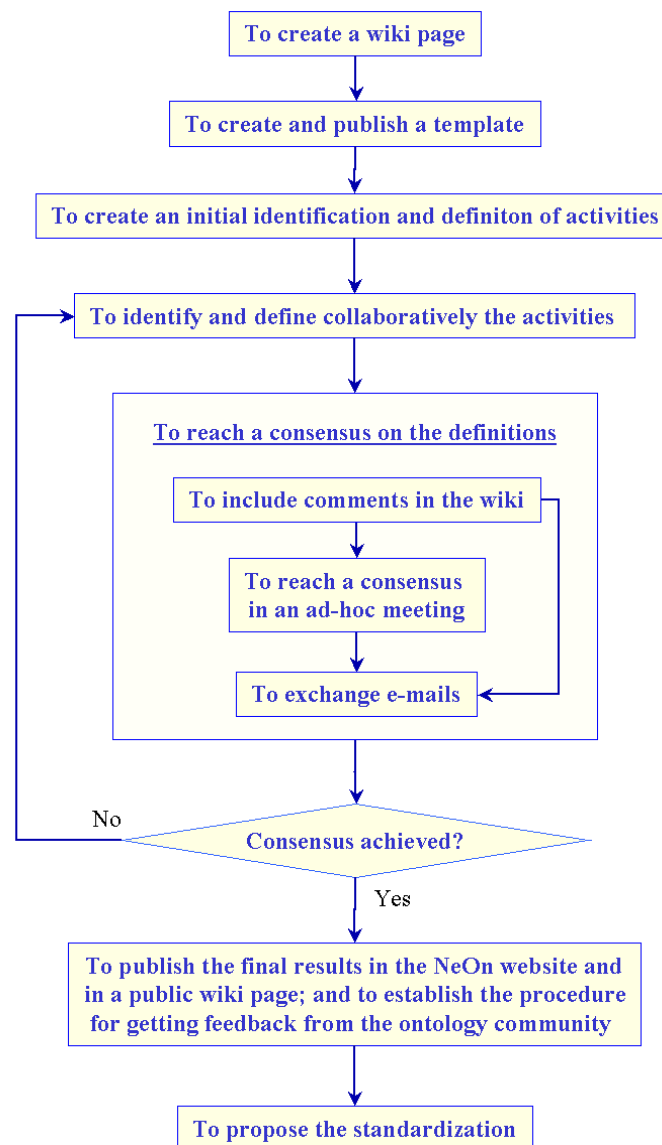 To create a wiki page
To create and publish a template
To create an initial identification and definiton of activities
To identify and define collaboratively the activities
To reach a consensus on the definitions
To include comments in the wiki
To reach a consensus
in an ad-hoc meeting
To exchange e-mails
No
Consensus achieved?
Yes
To publish the final results in the NeOn website and
in a public wiki page; and to establish the procedure
for getting feedback from the ontology community
To propose the standardization